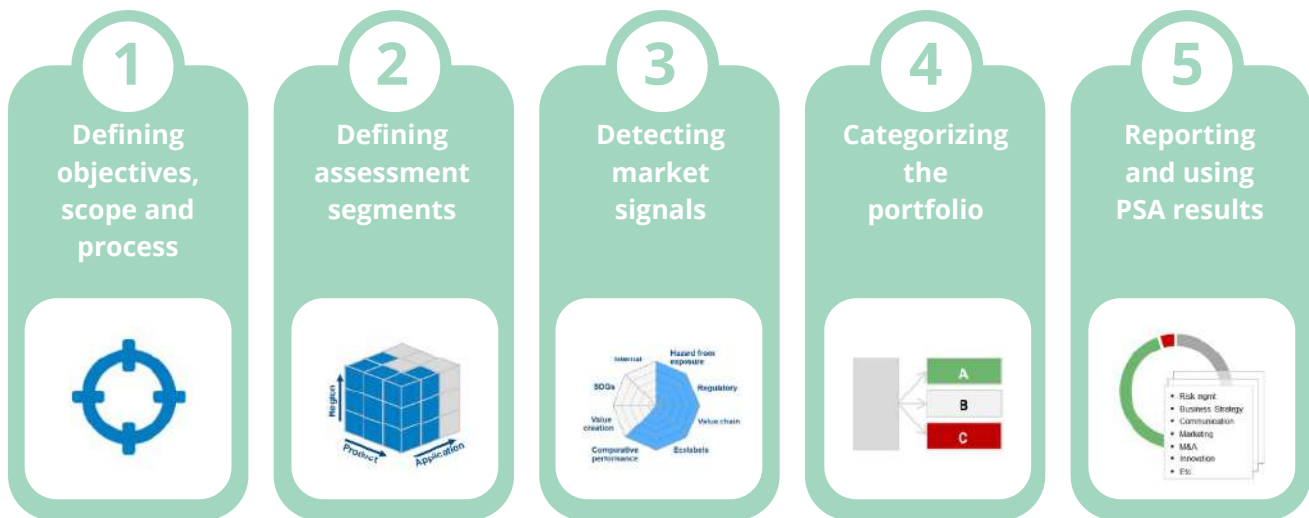 1
Defining
objectives,
scope and
process
2
Defining
assessment
segments
Region
Product
Application
3
Detecting
market
signals
Internal
Hazard from
exposure
SDGs
Regulatory
Value
creation
Value chain
Comparative
performance
Ecolabels
4
Categorizing
the
portfolio
A
B
C
5
Reporting
and using
PSA results
• Risk mgmt
• Business Strategy
• Communication
• Marketing
• M&A
• Innovation
• Etc